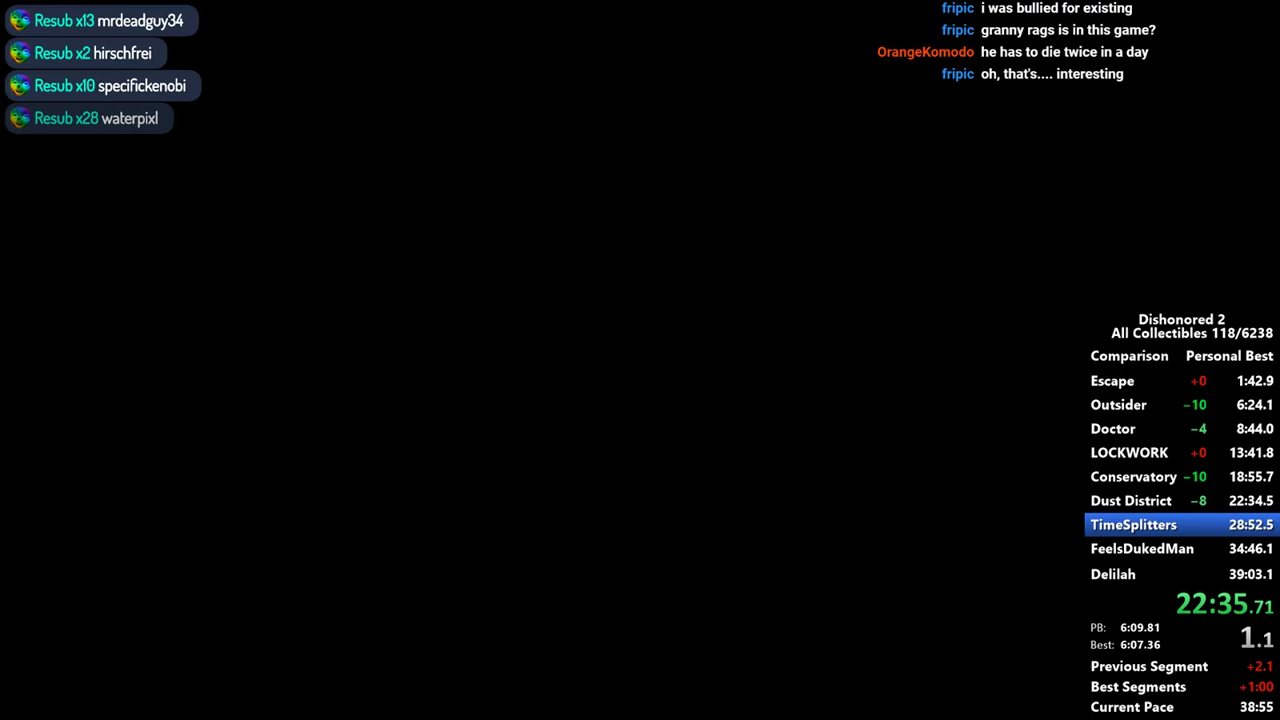 Resub x13 mrdeadguy34
Resub x2 hirschfrei
Resub x10 specifickenobi
Resub x28 waterpixl
fripic i was bullied for existing
fripic granny rags is in this game?
OrangeKomodo he has to die twice in a day
fripic oh, that's.... interesting
Dishonored 2
All Collectibles 118/6238
Comparison Personal Best
Escape +0 1:42.9
Outsider −10 6:24.1
Doctor −4 8:44.0
LOCKWORK +0 13:41.8
Conservatory −10 18:55.7
Dust District −8 22:34.5
TimeSplitters 28:52.5
FeelsDukedMan 34:46.1
Delilah 39:03.1
22:35.71
PB: 6:09.81
Best: 6:07.36
1.1
Previous Segment +2.1
Best Segments +1:00
Current Pace 38:55